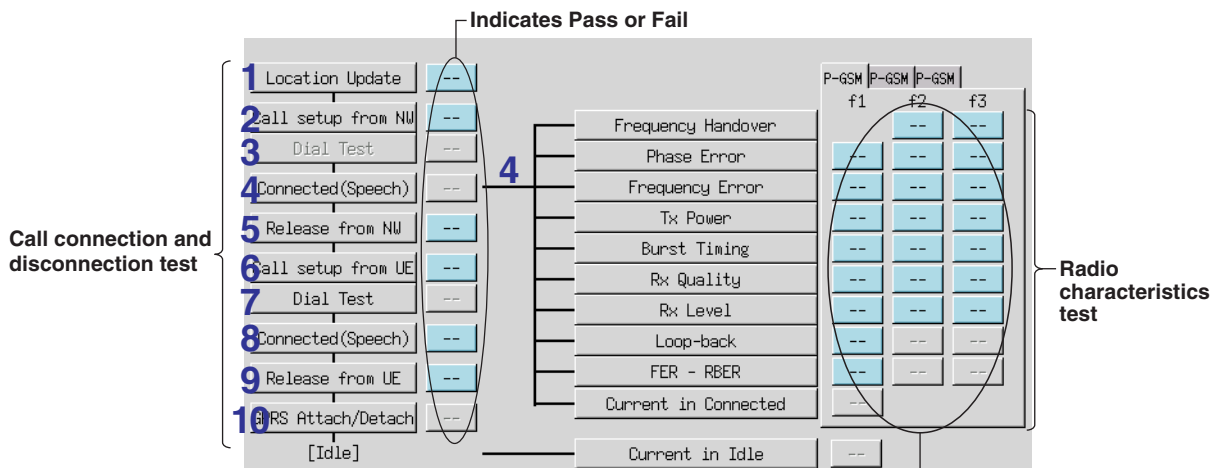 Indicates Pass or Fail
1 Location Update --
P-GSM P-GSM P-GSM
f1 f2 f3
2 Call setup from NW --
Frequency Handover -- --
3 Dial Test --
Phase Error -- -- --
4 Connected(Speech) -- 4
Frequency Error -- -- --
Tx Power -- -- --
5 Release from NW --
Burst Timing -- -- --
Call connection and
disconnection test
6 Call setup from UE --
Rx Quality -- -- --
Radio
characteristics
test
7 Dial Test --
Rx Level -- -- --
8 Connected(Speech) --
Loop-back -- -- --
9 Release from UE --
FER - RBER -- -- --
10 GPRS Attach/Detach --
Current in Connected --
[Idle]
Current in Idle --